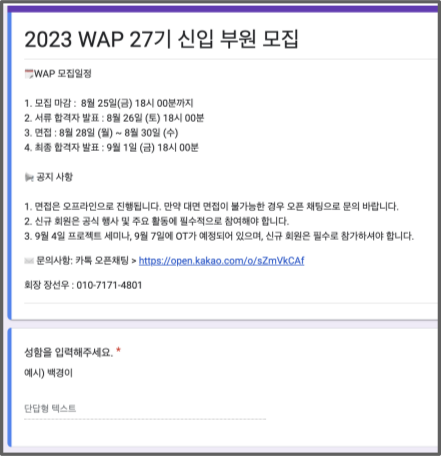 2023 WAP 27기 신입 부원 모집
📆WAP 모집일정
1. 모집 마감 : 8월 25일(금) 18시 00분까지
2. 서류 합격자 발표 : 8월 26일 (토) 18시 00분
3. 면접 : 8월 28일 (월) ~ 8월 30일 (수)
4. 최종 합격자 발표 : 9월 1일 (금) 18시 00분
📢 공지 사항
1. 면접은 오프라인으로 진행됩니다. 만약 대면 면접이 불가능한 경우 오픈 채팅으로 문의 바랍니다.
2. 신규 회원은 공식 행사 및 주요 활동에 필수적으로 참여해야 합니다.
3. 9월 4일 프로젝트 세미나, 9월 7일에 OT가 예정되어 있으며, 신규 회원은 필수로 참가하셔야 합니다.
✉️ 문의사항: 카톡 오픈채팅 > https://open.kakao.com/o/sZmVkCAf
회장 장선우 : 010-7171-4801
성함을 입력해주세요. *
예시) 백경이
단답형 텍스트